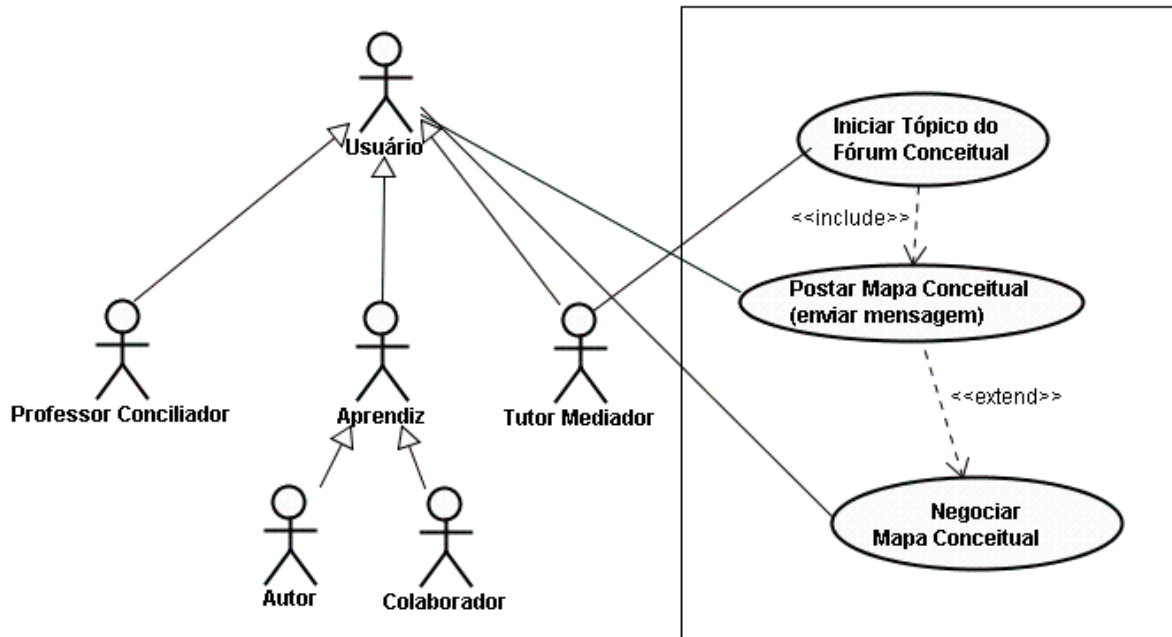 Usuário
Iniciar Tópico do
Fórum Conceitual
<<include>>
Postar Mapa Conceitual
(enviar mensagem)
<<extend>>
Professor Conciliador
Aprendiz
Tutor Mediador
Negociar
Mapa Conceitual
Autor
Colaborador